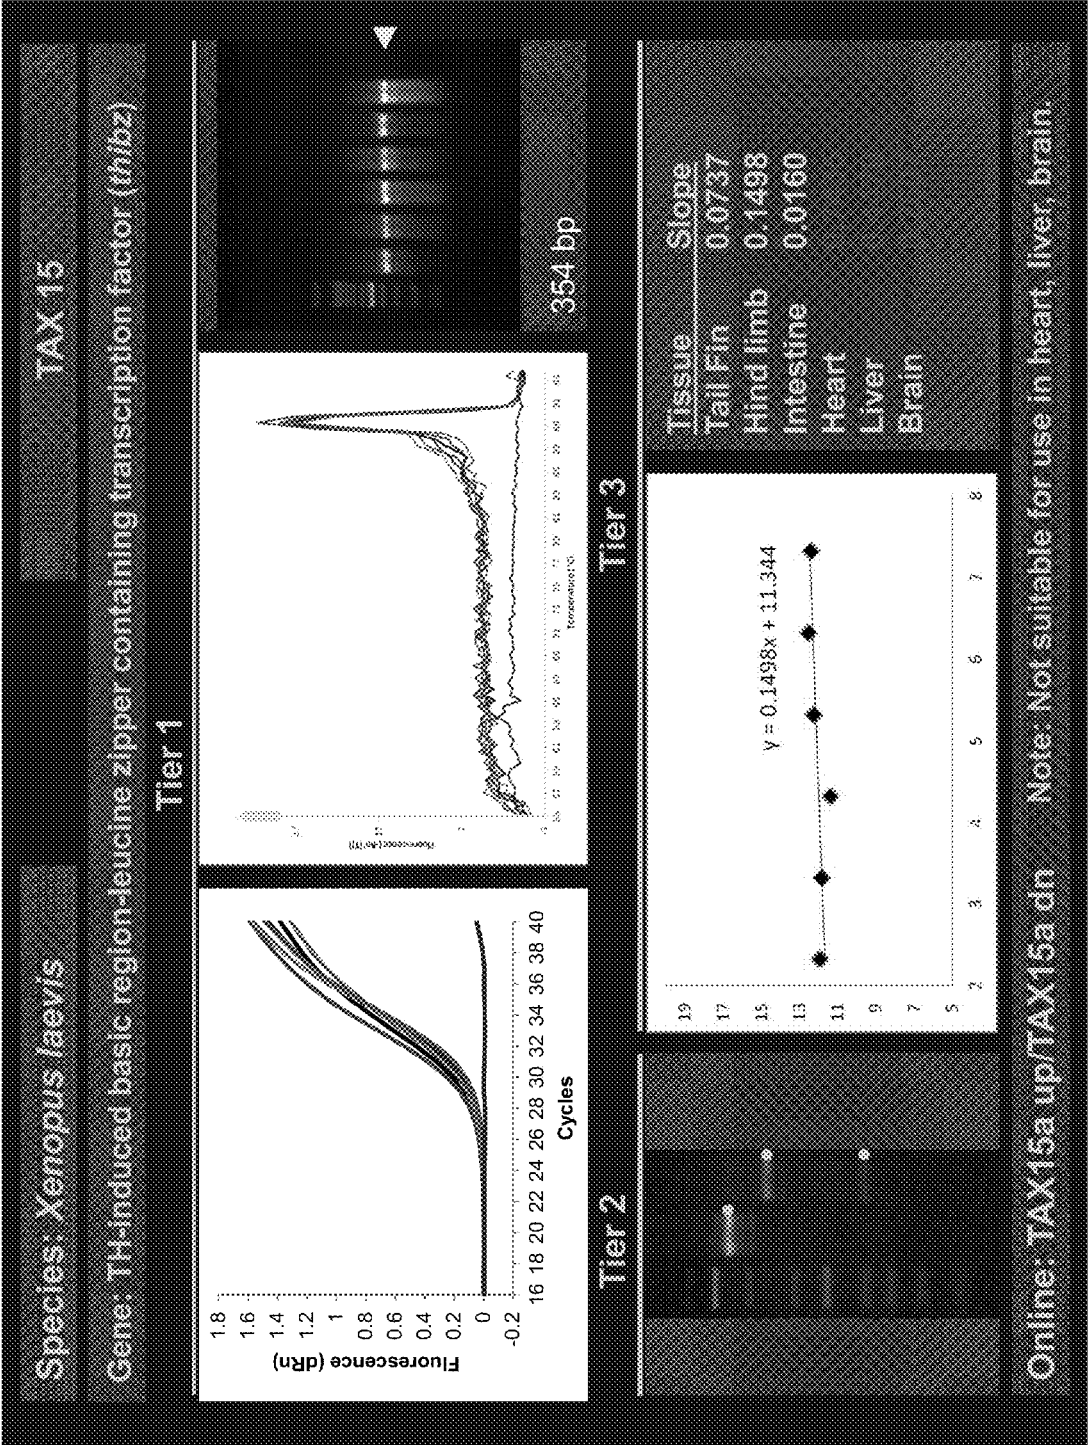 Species: Xenopus laevis
TAX 15
Gene: TH-induced basic region-leucine zipper containing transcription factor (th/bz)
Tier 1
Fluorescence (dRn)
1.8
1.6
1.4
1.2
1
0.8
0.6
0.4
0.2
0
-0.2
16 18 20 22 24 26 28 30 32 34 36 38 40
Cycles
Temperature (°C)
354 bp
Tier 2
Tier 3
19
17
15
13
11
9
7
5
2 3 4 5 6 7 8
y = 0.1498x + 11.344
Tissue Slope
Tail Fin 0.0737
Hind limb 0.1498
Intestine 0.0160
Heart
Liver
Brain
Online: TAX15a up/TAX15a dn Note: Not suitable for use in heart, liver, brain.